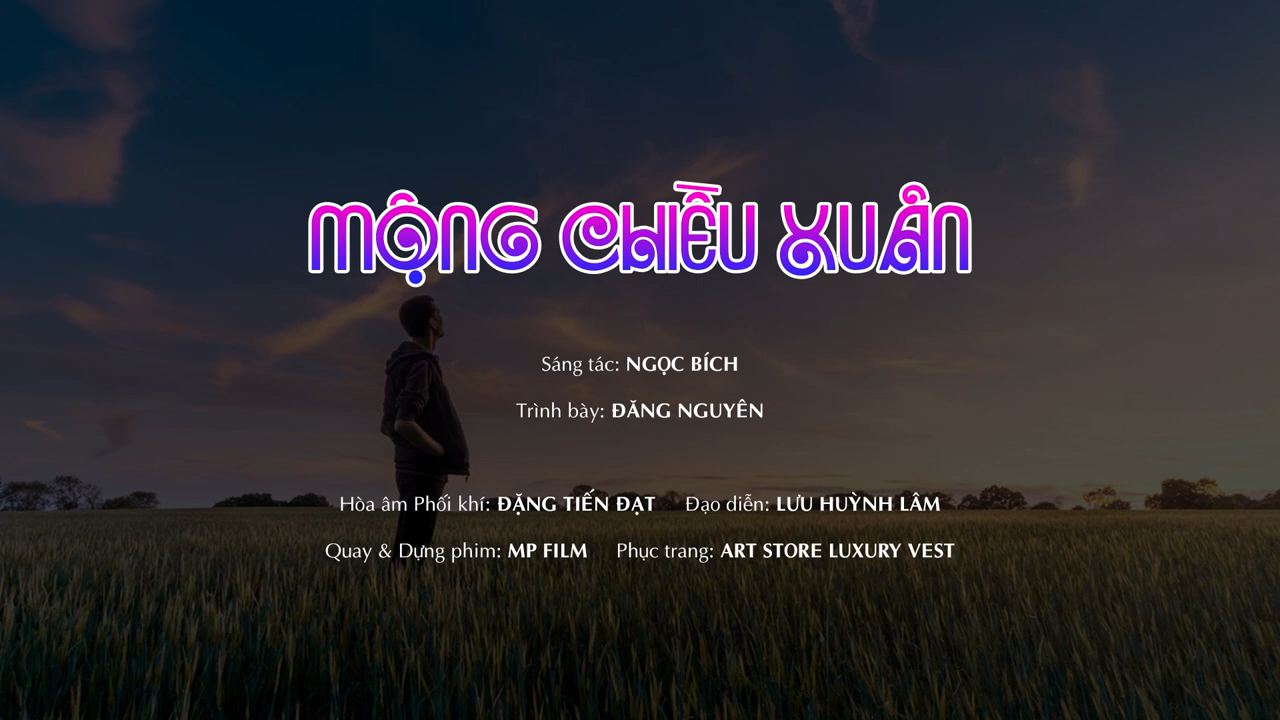 MỘNG CHIỀU XUÂN
Sáng tác: NGỌC BÍCH
Trình bày: ĐĂNG NGUYÊN
Hòa âm Phối khí: ĐẶNG TIẾN ĐẠT Đạo diễn: LƯU HUỲNH LÂM
Quay & Dựng phim: MP FILM Phục trang: ART STORE LUXURY VEST